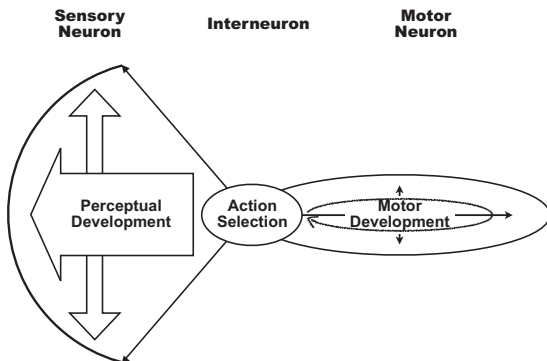 Sensory
Neuron
Interneuron
Motor
Neuron
Perceptual
Development
Action
Selection
Motor
Development